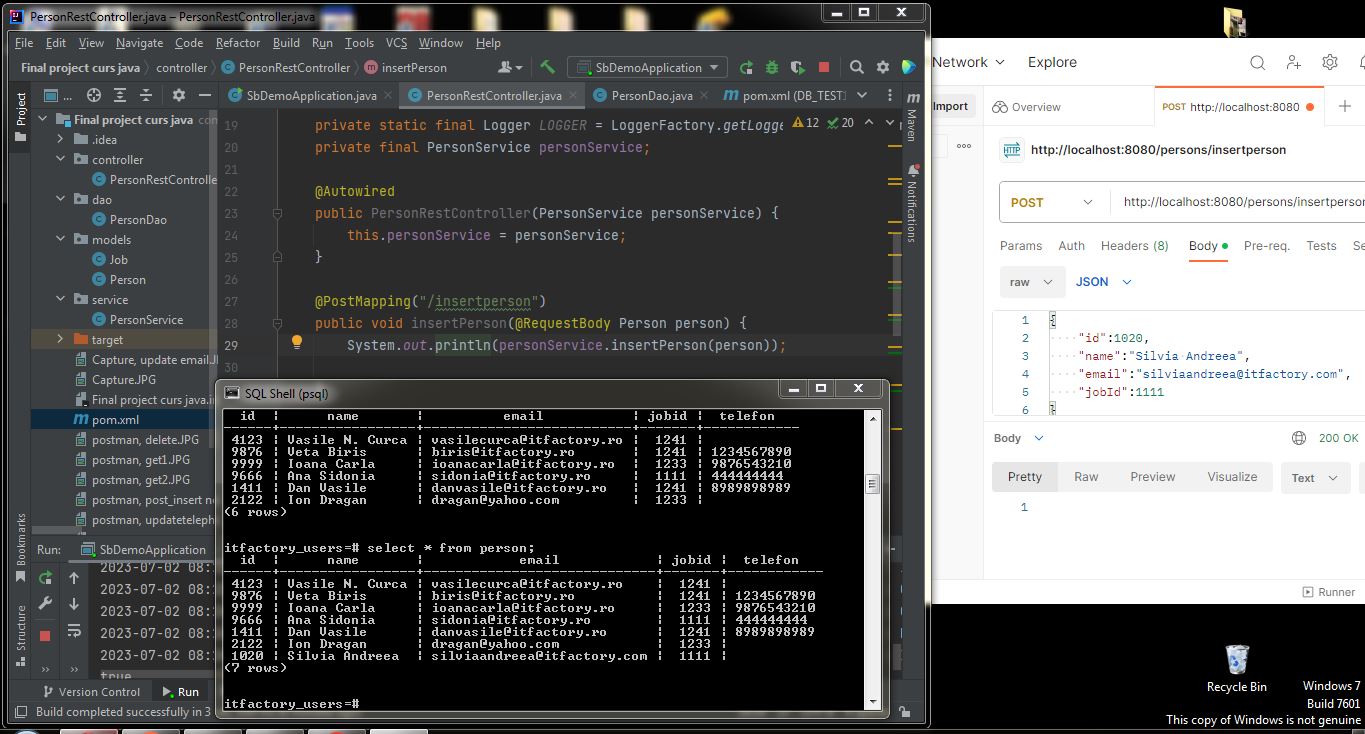 PersonRestController.java – PersonRestController.java
File Edit View Navigate Code Refactor Build Run Tools VCS Window Help
Final project curs java controller PersonRestController insertPerson SbDemoApplication
Project
SbDemoApplication.java PersonRestController.java PersonDao.java pom.xml (DB_TEST)
Final project curs java
.idea
controller
PersonRestControlle
dao
PersonDao
models
Job
Person
service
PersonService
target
Capture, update email.J
Capture.JPG
Final project curs java.i
pom.xml
postman, delete.JPG
postman, get1.JPG
postman, get2.JPG
postman, post_insert ne
postman, updateteleph
12 20
19 private static final Logger LOGGER = LoggerFactory.getLogge
20 private final PersonService personService;
21
22 @Autowired
23 public PersonRestController(PersonService personService) {
24 this.personService = personService;
25 }
26
27 @PostMapping("/insertperson")
28 public void insertPerson(@RequestBody Person person) {
29 System.out.println(personService.insertPerson(person));
30
Maven
Notifications
Bookmarks
Structure
Run: SbDemoApplication
2023-07-02 08:
2023-07-02 08:
2023-07-02 08:
2023-07-02 08:
2023-07-02 08:
true
Version Control Run
Build completed successfully in 3
SQL Shell (psql)
id | name | email | jobid | telefon
4123 | Vasile N. Curca | vasilecurca@itfactory.ro | 1241 |
9876 | Veta Biris | biris@itfactory.ro | 1241 | 1234567890
9999 | Ioana Carla | ioanacarla@itfactory.ro | 1233 | 9876543210
9666 | Ana Sidonia | sidonia@itfactory.ro | 1111 | 444444444
1411 | Dan Vasile | danvasile@itfactory.ro | 1241 | 8989898989
2122 | Ion Dragan | dragan@yahoo.com | 1233 |
(6 rows)
itfactory_users=# select * from person;
id | name | email | jobid | telefon
4123 | Vasile N. Curca | vasilecurca@itfactory.ro | 1241 |
9876 | Veta Biris | biris@itfactory.ro | 1241 | 1234567890
9999 | Ioana Carla | ioanacarla@itfactory.ro | 1233 | 9876543210
9666 | Ana Sidonia | sidonia@itfactory.ro | 1111 | 444444444
1411 | Dan Vasile | danvasile@itfactory.ro | 1241 | 8989898989
2122 | Ion Dragan | dragan@yahoo.com | 1233 |
1020 | Silvia Andreea | silviaandreea@itfactory.com | 1111 |
(7 rows)
itfactory_users=#
Network Explore
Import Overview POST http://localhost:8080
HTTP http://localhost:8080/persons/insertperson
POST http://localhost:8080/persons/insertperson
Params Auth Headers (8) Body Pre-req. Tests Se
raw JSON
1 {
2 "id":1020,
3 "name":"Silvia Andreea",
4 "email":"silviaandreea@itfactory.com",
5 "jobId":1111
6 }
Body 200 OK
Pretty Raw Preview Visualize Text
1
Runner
Recycle Bin
Windows 7
Build 7601
This copy of Windows is not genuine